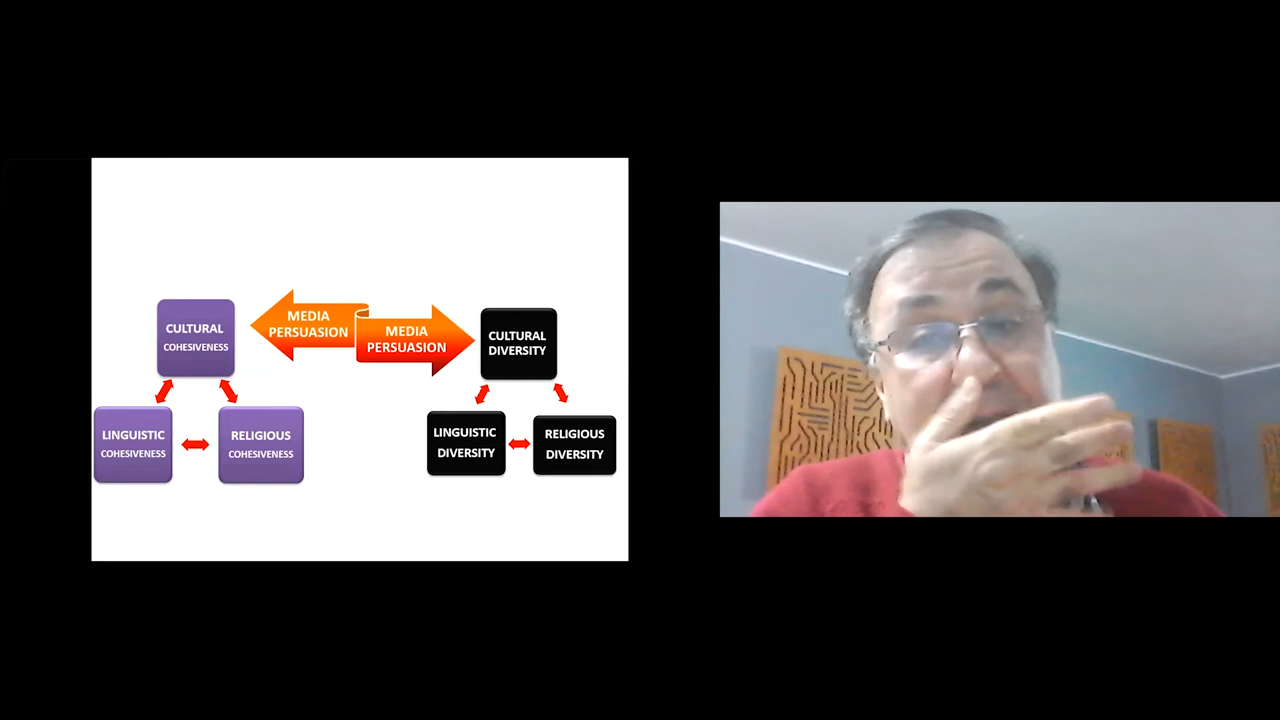 CULTURAL
COHESIVENESS
LINGUISTIC
COHESIVENESS
RELIGIOUS
COHESIVENESS
MEDIA
PERSUASION
MEDIA
PERSUASION
CULTURAL
DIVERSITY
LINGUISTIC
DIVERSITY
RELIGIOUS
DIVERSITY